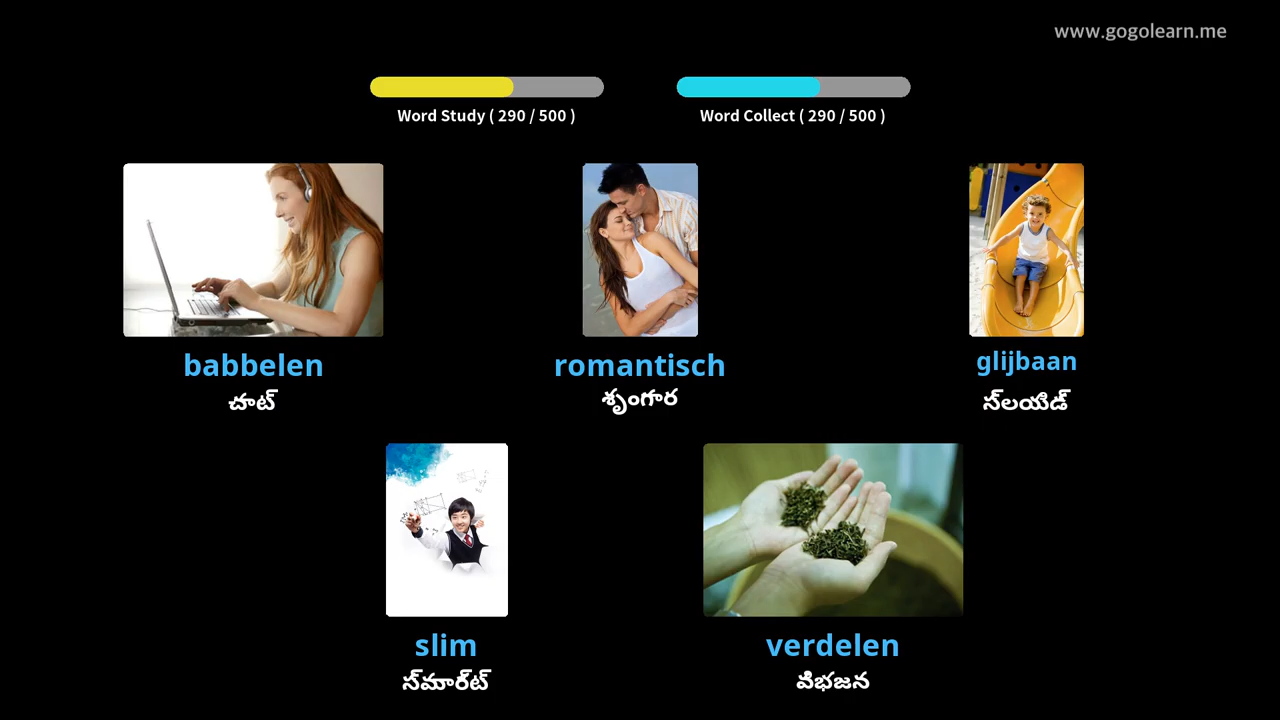 www.gogolearn.me
Word Study ( 290 / 500 )
Word Collect ( 290 / 500 )
babbelen
చాట్
romantisch
శృంగార
glijbaan
స్‌లయిడ్
slim
స్‌మార్‌ట్
verdelen
విభజన